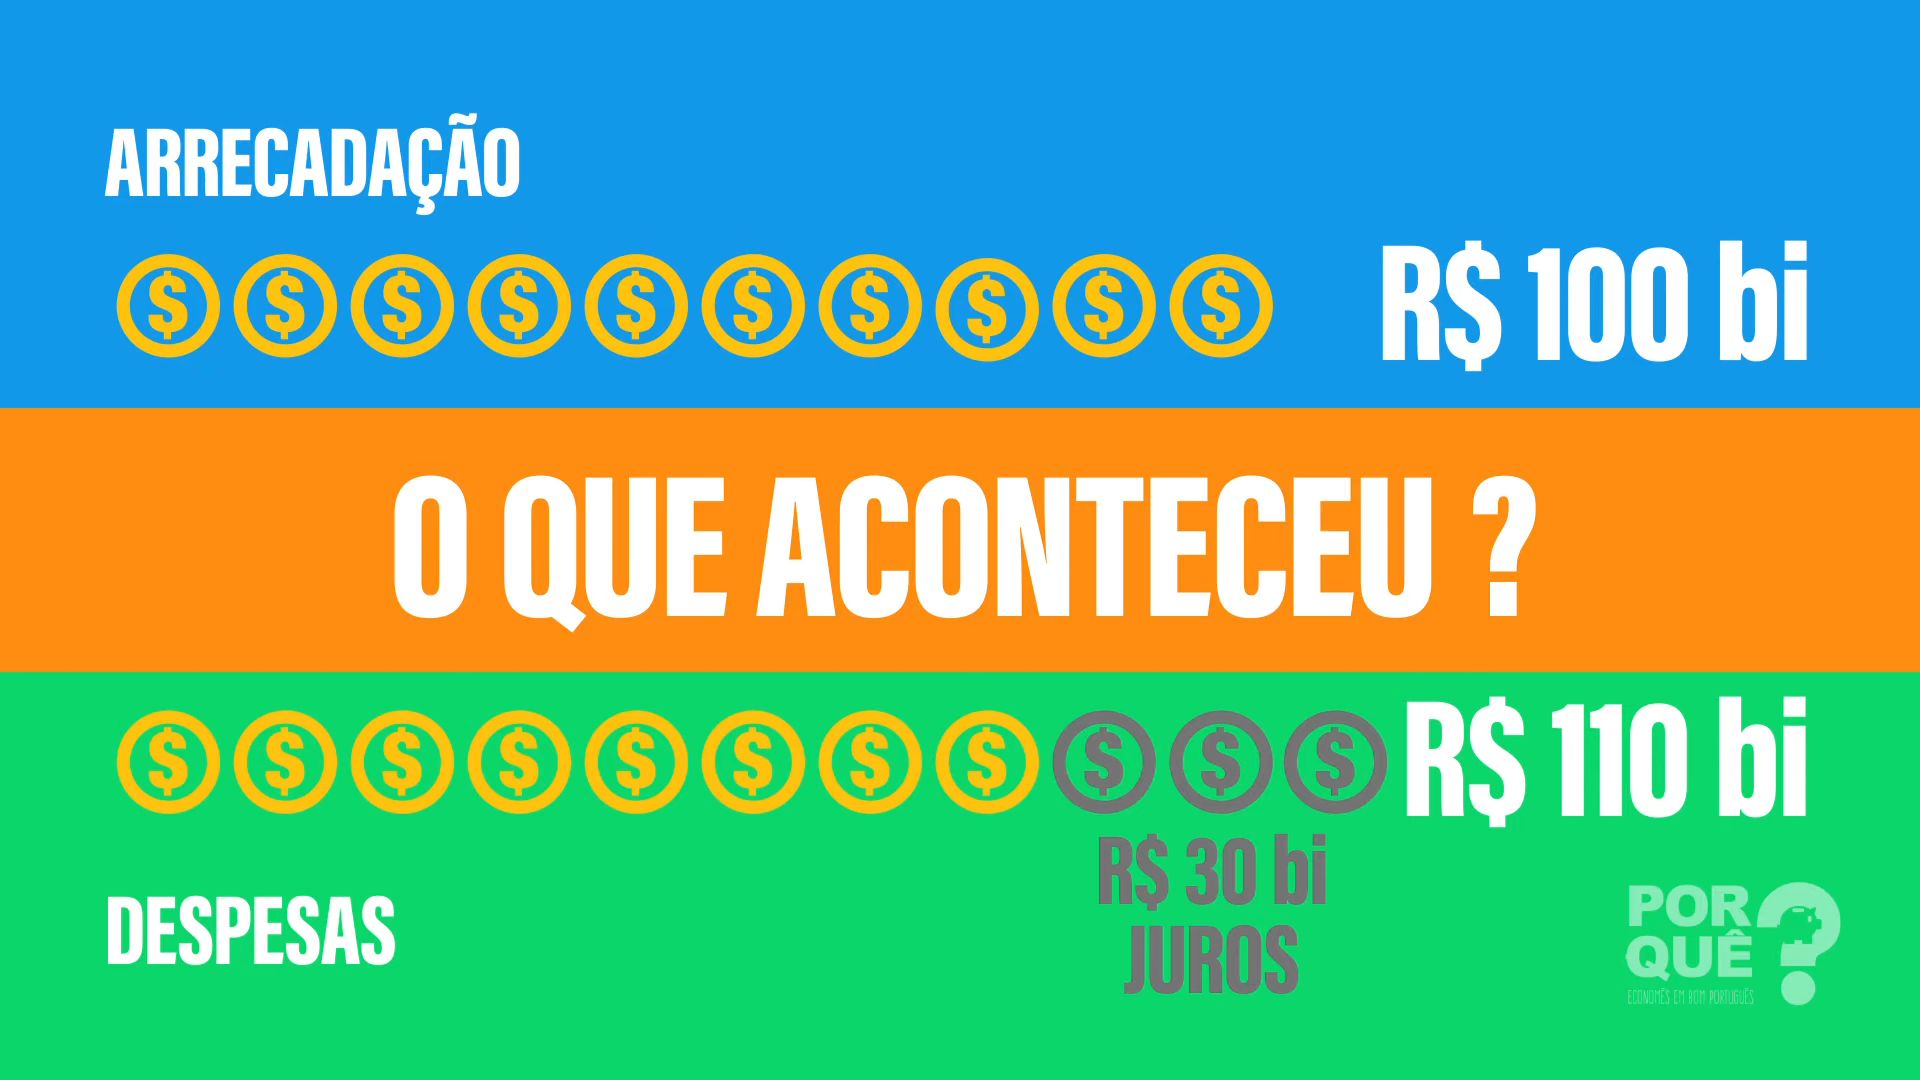 ARRECADAÇÃO
$ $ $ $ $ $ $ $ $ $
R$ 100 bi
O QUE ACONTECEU ?
$ $ $ $ $ $ $ $ $ $ $
R$ 110 bi
R$ 30 bi
JUROS
DESPESAS
POR
QUÊ?
ECONOMÊS EM BOM PORTUGUÊS